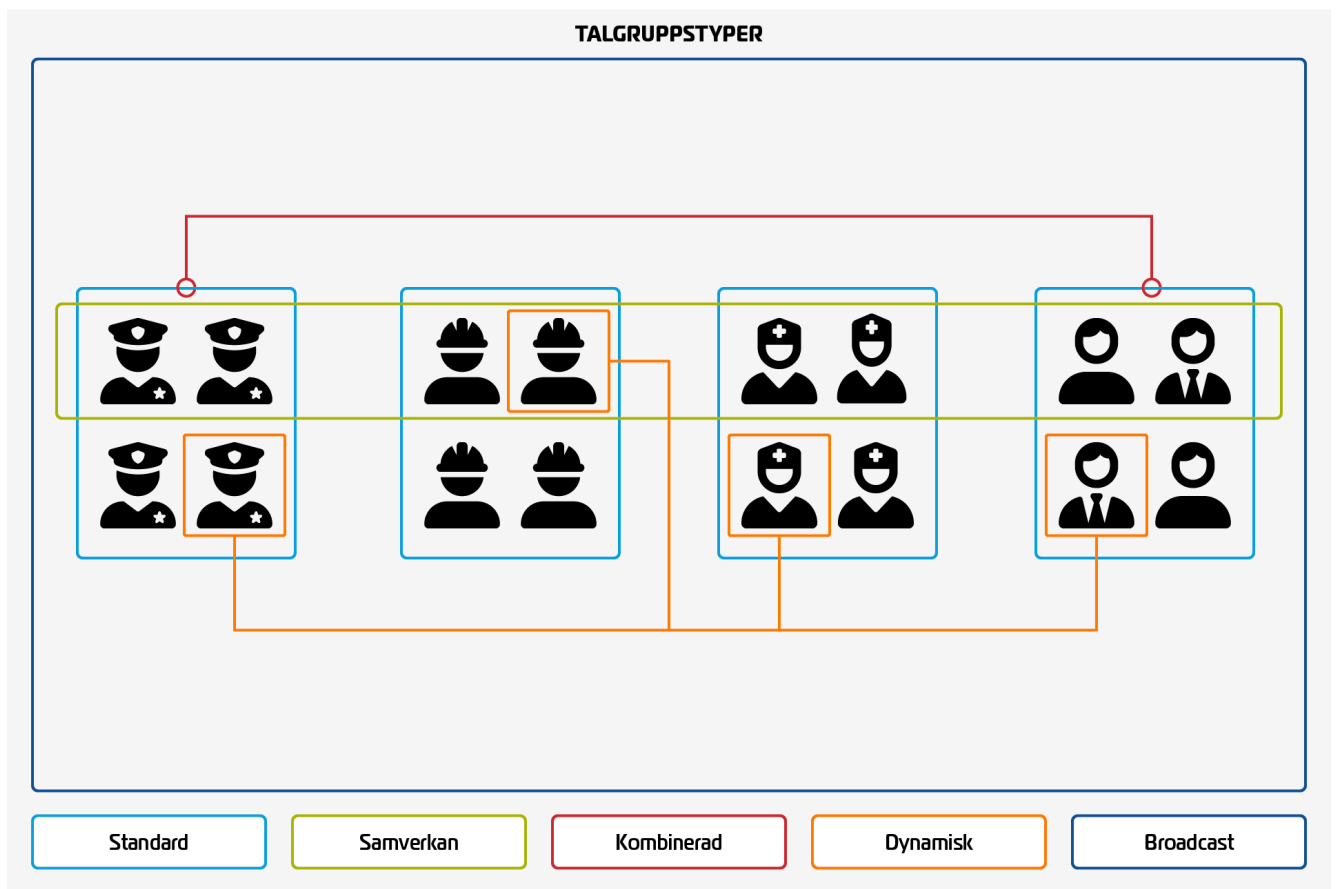 TALGRUPPSTYPER
Standard
Samverkan
Kombinerad
Dynamisk
Broadcast